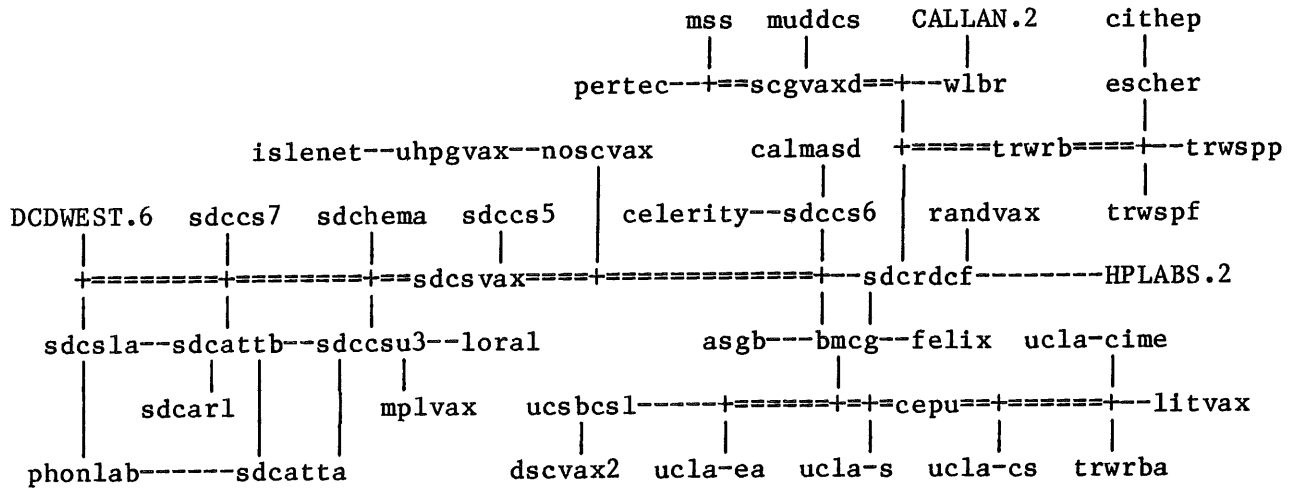 mss muddcs CALLAN.2 cithep
pertec--+==scgvaxd==+--wlbr escher
islenet--uhpgvax--noscvax calmasd +=====trwrb====+--trwspp
DCDWEST.6 sdccs7 sdchema sdccs5 celerity--sdccs6 randvax trwspf
+========+========+==sdcsvax====+=============+--sdcrdcf--------HPLABS.2
sdcsla--sdcattb--sdccsu3--loral asgb---bmcg--felix ucla-cime
sdcarl mplvax ucsbcsl-----+======+=+=cepu==+======+--litvax
phonlab------sdcatta dscvax2 ucla-ea ucla-s ucla-cs trwrba